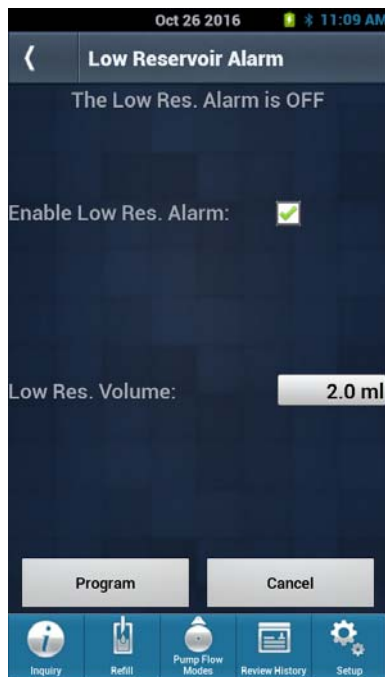 Oct 26 2016 11:09 AM
Low Reservoir Alarm
The Low Res. Alarm is OFF
Enable Low Res. Alarm:
Low Res. Volume: 2.0 ml
Program Cancel
Inquiry Refill Pump Flow Modes Review History Setup